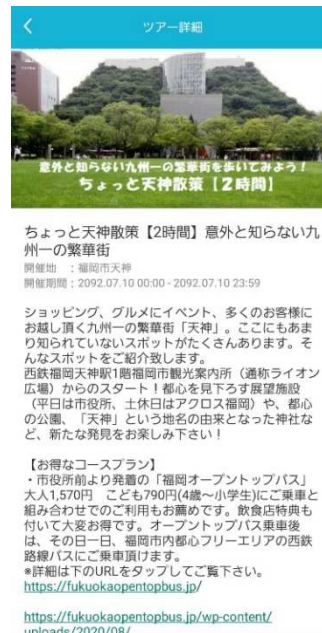 ツアー詳細
意外と知らない九州一の繁華街を歩いてみよう！
ちょっと天神散策【2時間】
ちょっと天神散策【2時間】意外と知らない九
州一の繁華街
開催地　：福岡市天神
開催期間：2092.07.10 00:00 - 2092.07.10 23:59
ショッピング、グルメにイベント、多くのお客様に
お越し頂く九州一の繁華街「天神」。ここにもあま
り知られていないスポットがたくさんあります。そ
んなスポットをご紹介致します。
西鉄福岡天神駅1階福岡市観光案内所（通称ライオン
広場）からのスタート！都心を見下ろす展望施設
（平日は市役所、土休日はアクロス福岡）や、都心
の公園、「天神」という地名の由来となった神社な
ど、新たな発見をお楽しみ下さい！
【お得なコースプラン】
・市役所前より発着の「福岡オープントップバス」
大人1,570円　こども790円(4歳〜小学生)にご乗車と
組み合わせでのご利用もお薦めです。飲食店特典も
付いて大変お得です。オープントップバス乗車後
は、その日一日、福岡市内都心フリーエリアの西鉄
路線バスにご乗車頂けます。
*詳細は下のURLをタップしてご覧下さい。
https://fukuokaopentopbus.jp/
https://fukuokaopentopbus.jp/wp-content/
uploads/2020/08/